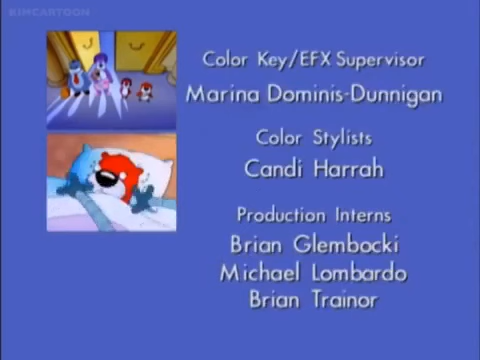 KIMCARTOON
Color Key/EFX Supervisor
Marina Dominis-Dunnigan
Color Stylists
Candi Harrah
Production Interns
Brian Glembocki
Michael Lombardo
Brian Trainor